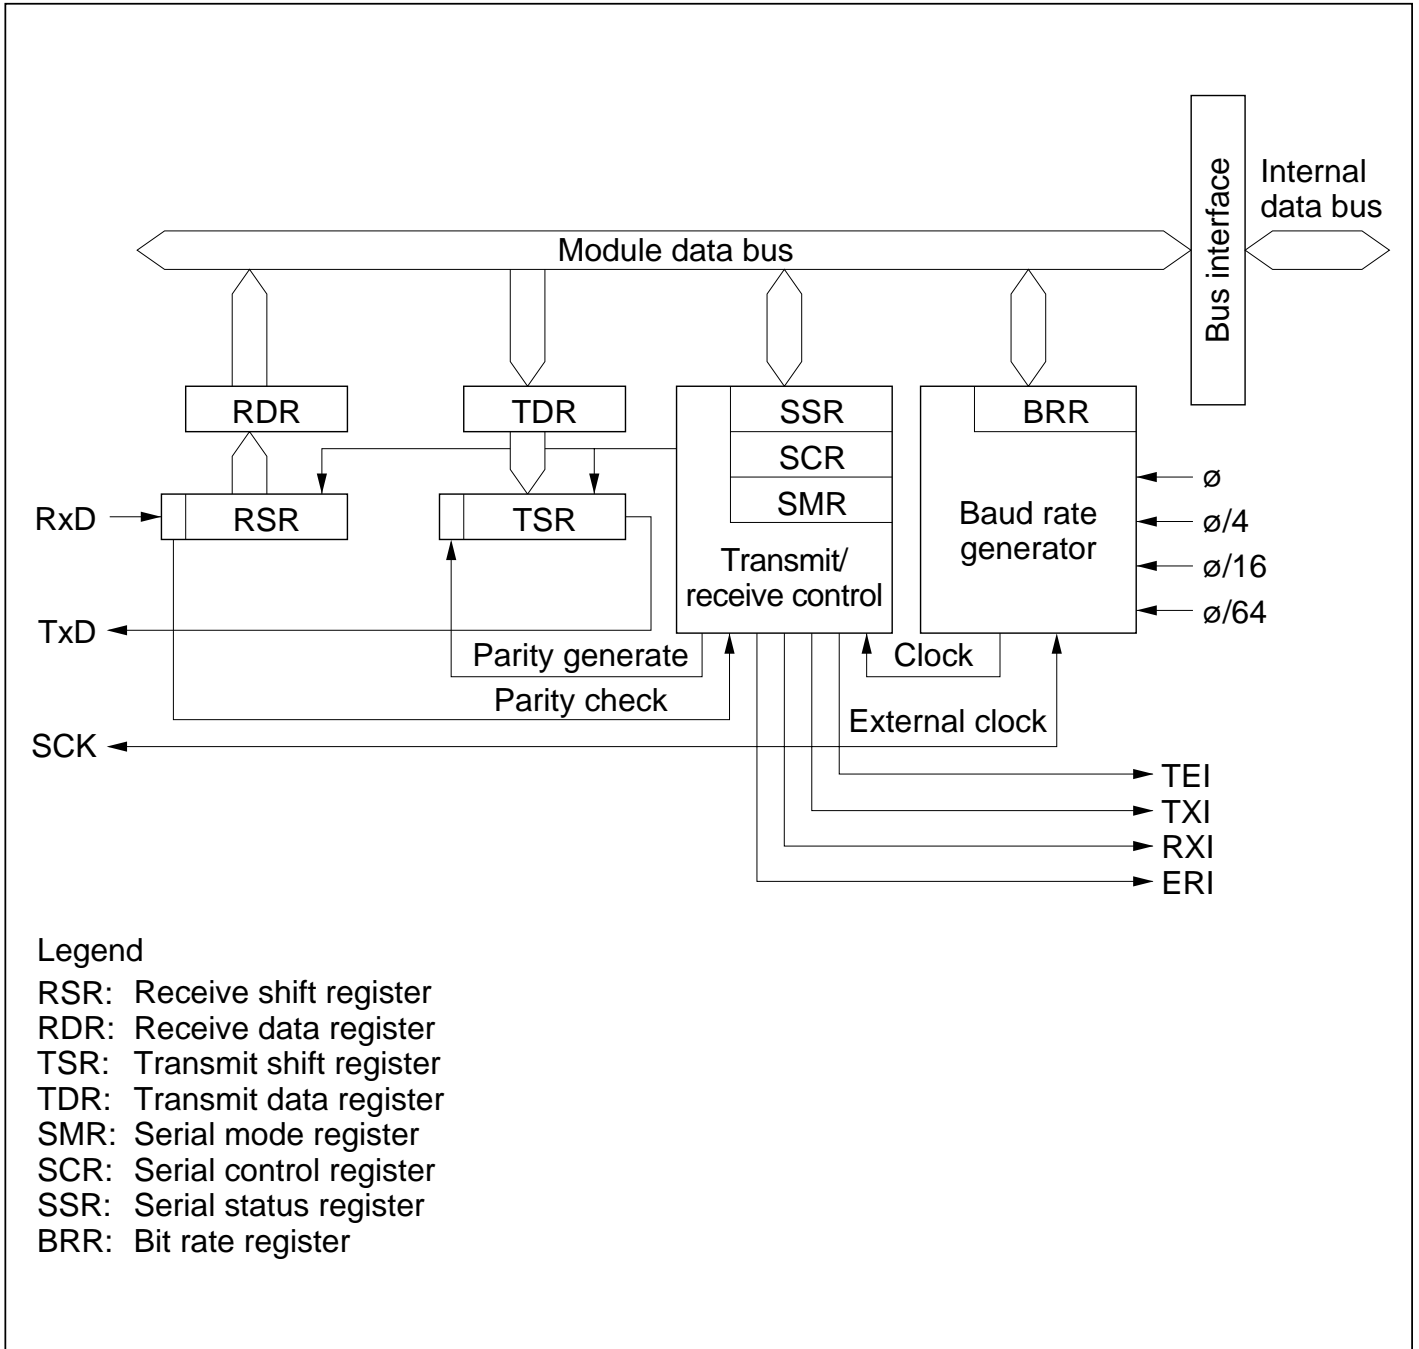 Internal
data bus
Bus interface
Module data bus
RDR
TDR
SSR
BRR
SCR
SMR
RxD
RSR
TSR
Baud rate
generator
ø
ø/4
ø/16
ø/64
Transmit/
receive control
TxD
Parity generate
Clock
Parity check
External clock
SCK
TEI
TXI
RXI
ERI
Legend
RSR: Receive shift register
RDR: Receive data register
TSR: Transmit shift register
TDR: Transmit data register
SMR: Serial mode register
SCR: Serial control register
SSR: Serial status register
BRR: Bit rate register